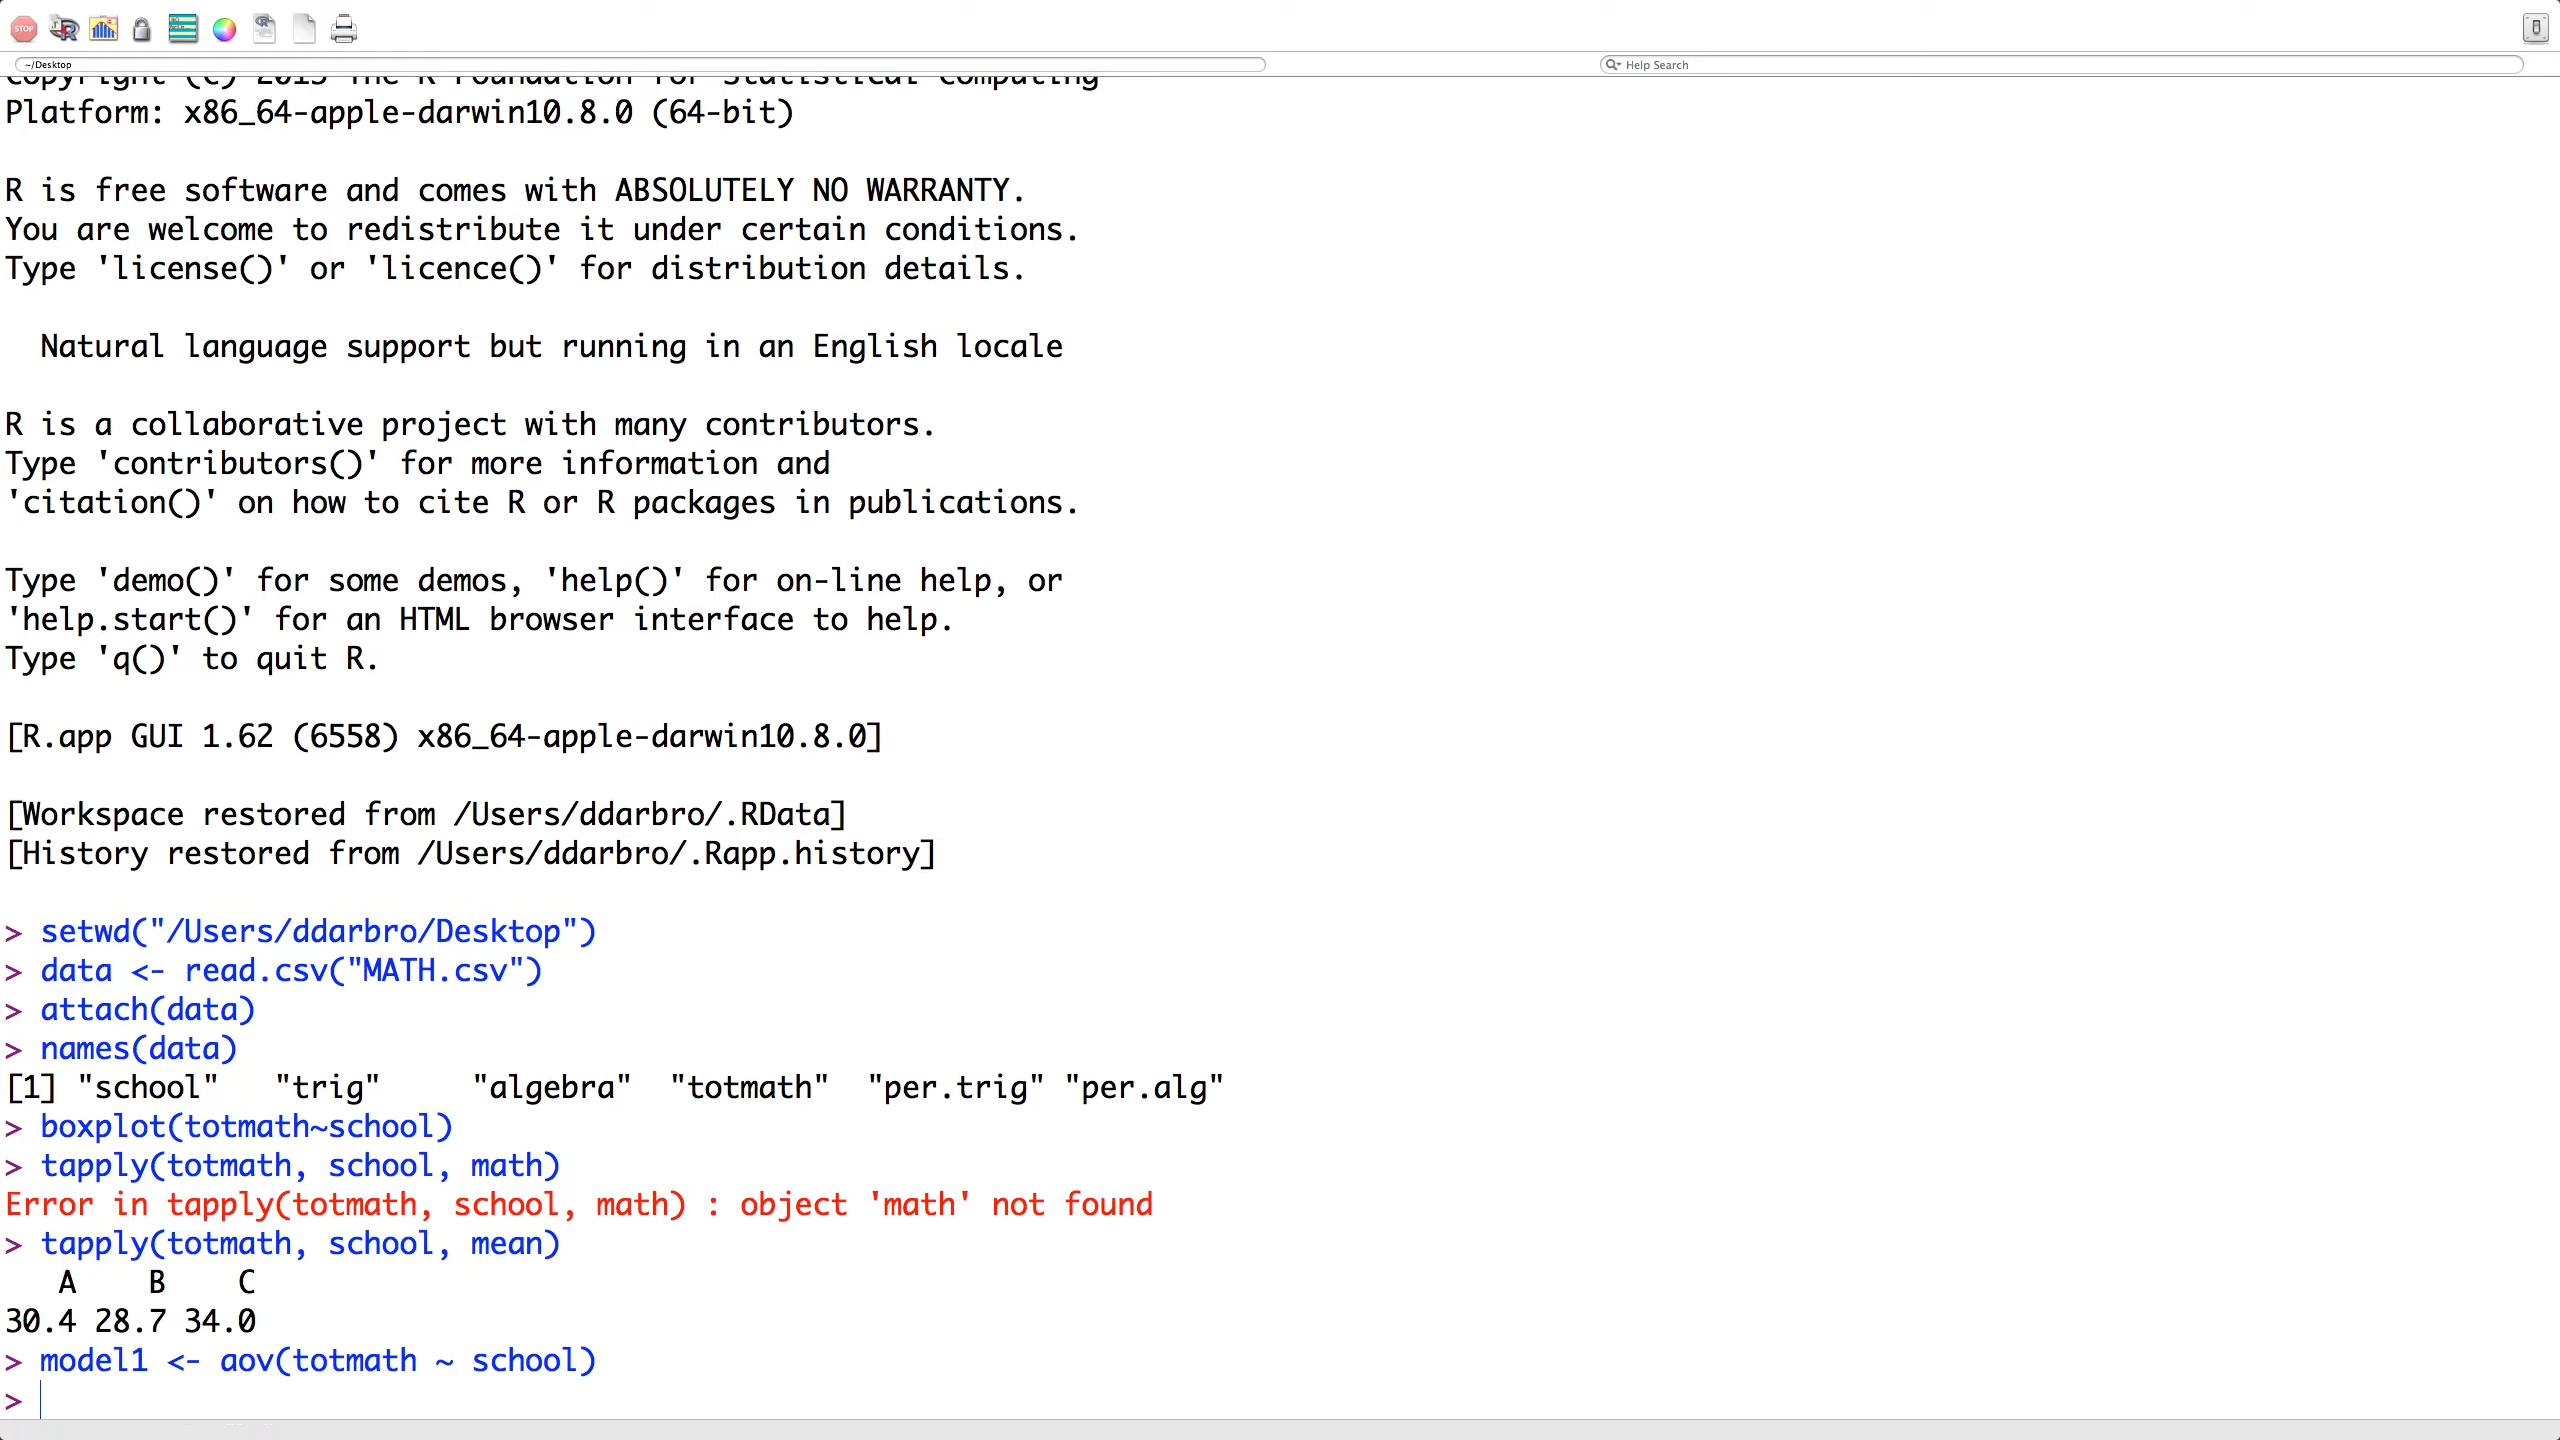 STOP
~/Desktop
Help Search
Copyright (C) 2013 The R Foundation for Statistical Computing
Platform: x86_64-apple-darwin10.8.0 (64-bit)
R is free software and comes with ABSOLUTELY NO WARRANTY.
You are welcome to redistribute it under certain conditions.
Type 'license()' or 'licence()' for distribution details.
Natural language support but running in an English locale
R is a collaborative project with many contributors.
Type 'contributors()' for more information and
'citation()' on how to cite R or R packages in publications.
Type 'demo()' for some demos, 'help()' for on-line help, or
'help.start()' for an HTML browser interface to help.
Type 'q()' to quit R.
[R.app GUI 1.62 (6558) x86_64-apple-darwin10.8.0]
[Workspace restored from /Users/ddarbro/.RData]
[History restored from /Users/ddarbro/.Rapp.history]
> setwd("/Users/ddarbro/Desktop")
> data <- read.csv("MATH.csv")
> attach(data)
> names(data)
[1] "school"   "trig"     "algebra"  "totmath"  "per.trig" "per.alg"
> boxplot(totmath~school)
> tapply(totmath, school, math)
Error in tapply(totmath, school, math) : object 'math' not found
> tapply(totmath, school, mean)
A    B    C
30.4 28.7 34.0
> model1 <- aov(totmath ~ school)
>